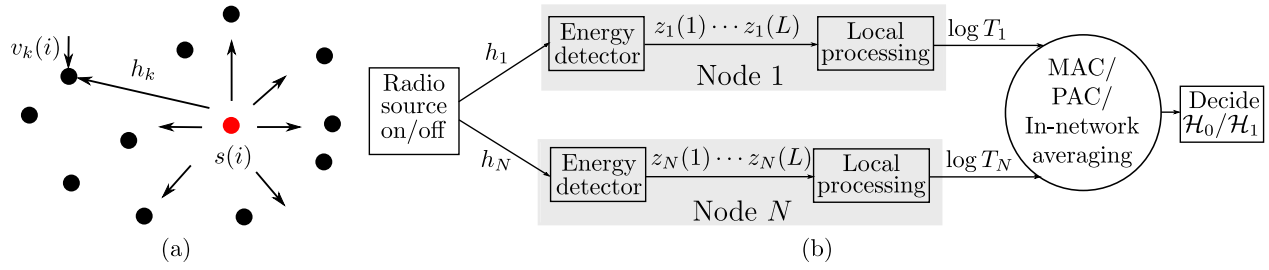 v_k(i)
h_k
s(i)
(a)
Radio
source
on/off
h_1
h_N
Energy
detector
z_1(1) ⋯ z_1(L)
Local
processing
log T_1
Node 1
Energy
detector
z_N(1) ⋯ z_N(L)
Local
processing
log T_N
Node N
MAC/
PAC/
In-network
averaging
Decide
ℋ_0/ℋ_1
(b)